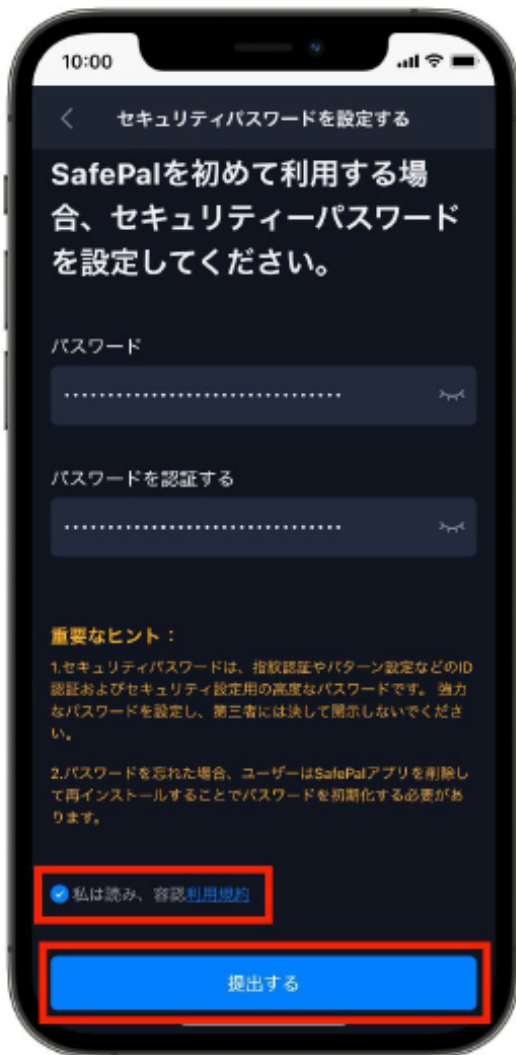 10:00
セキュリティパスワードを設定する
SafePalを初めて利用する場
合、セキュリティーパスワード
を設定してください。
パスワード
................................
パスワードを認証する
................................
重要なヒント：
1.セキュリティパスワードは、指紋認証やパターン設定などのID
認証およびセキュリティ設定用の高度なパスワードです。 強力
なパスワードを設定し、第三者には決して開示しないでくださ
い。
2.パスワードを忘れた場合、ユーザーはSafePalアプリを削除し
て再インストールすることでパスワードを初期化する必要があ
ります。
私は読み、容認利用規約
提出する